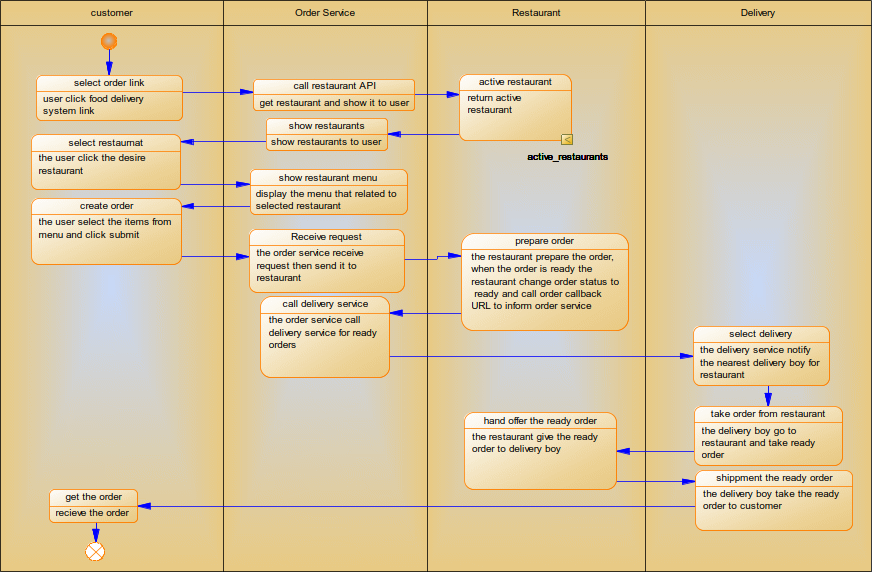 customer
Order Service
Restaurant
Delivery
select order link
user click food delivery
system link
call restaurant API
get restaurant and show it to user
active restaurant
return active
restaurant
active_restaurants
show restaurants
show restaurants to user
select restaurnat
the user click the desire
restaurant
show restaurant menu
display the menu that related to
selected restaurant
create order
the user select the items from
menu and click submit
Receive request
the order service receive
request then send it to
restaurant
prepare order
the restaurant prepare the order,
when the order is ready the
restaurant change order status to
ready and call order callback
URL to inform order service
call delivery service
the order service call
delivery service for ready
orders
select delivery
the delivery service notify
the nearest delivery boy for
restaurant
take order from restaurant
the delivery boy go to
restaurant and take ready
order
hand offer the ready order
the restaurant give the ready
order to delivery boy
shippment the ready order
the delivery boy take the ready
order to customer
get the order
recieve the order